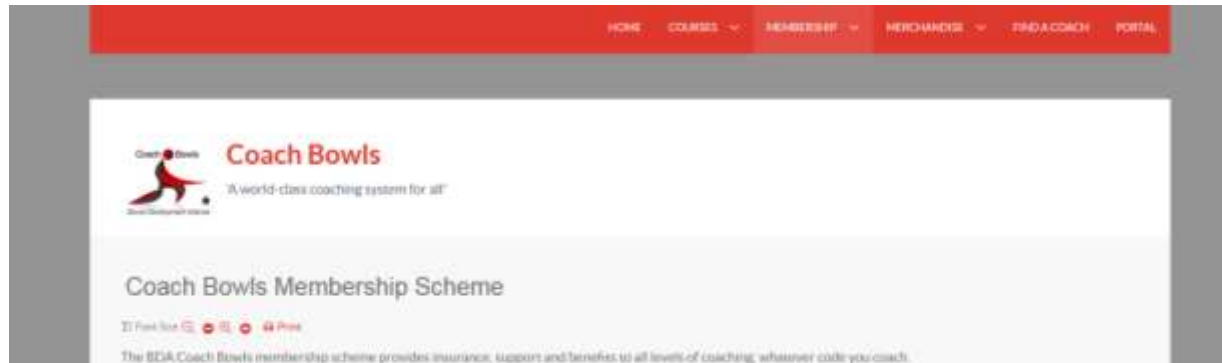 HOME COURSES MEMBERSHIP MERCHANDISE FIND A COACH PORTAL
Coach Bowls
Coach Bowls
'A world-class coaching system for all'
Coach Bowls Membership Scheme
Font Size Print
The BDA Coach Bowls membership scheme provides insurance, support and benefits to all levels of coaching, whatever code you coach.